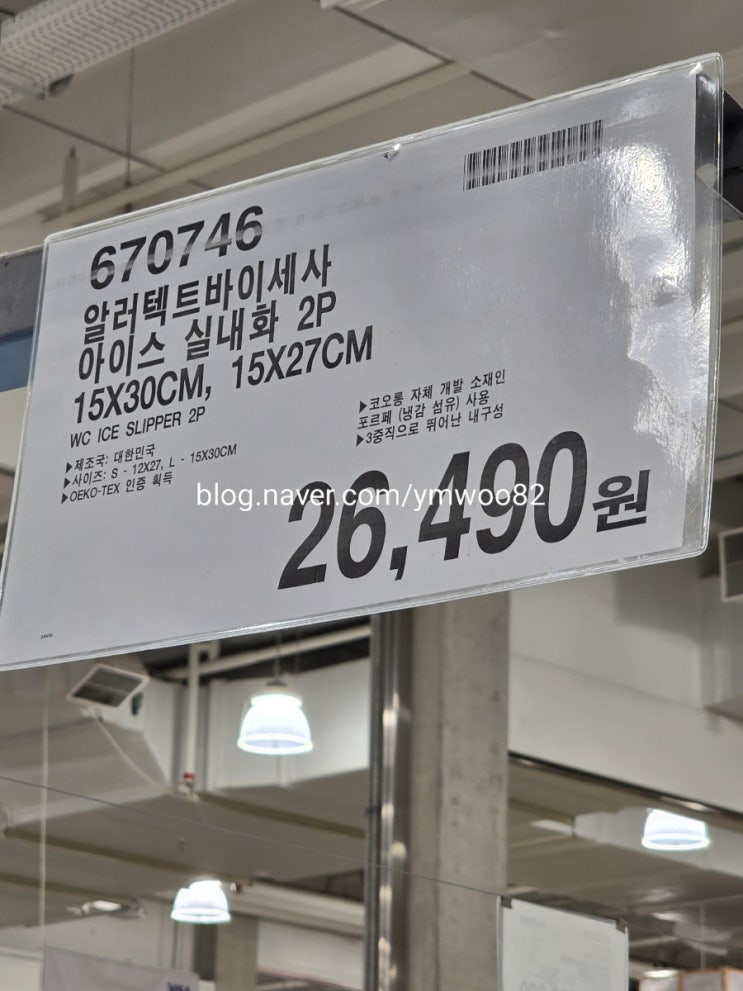 670746
알러텍트바이세사
아이스 실내화 2P
15X30CM, 15X27CM
WC ICE SLIPPER 2P
▶제조국: 대한민국
▶사이즈: S - 12X27, L - 15X30CM
▶OEKO-TEX 인증 획득
▶코오롱 자체 개발 소재인
포르페 (냉감 섬유) 사용
▶3중직으로 뛰어난 내구성
26,490원
blog.naver.com/ymwoo82